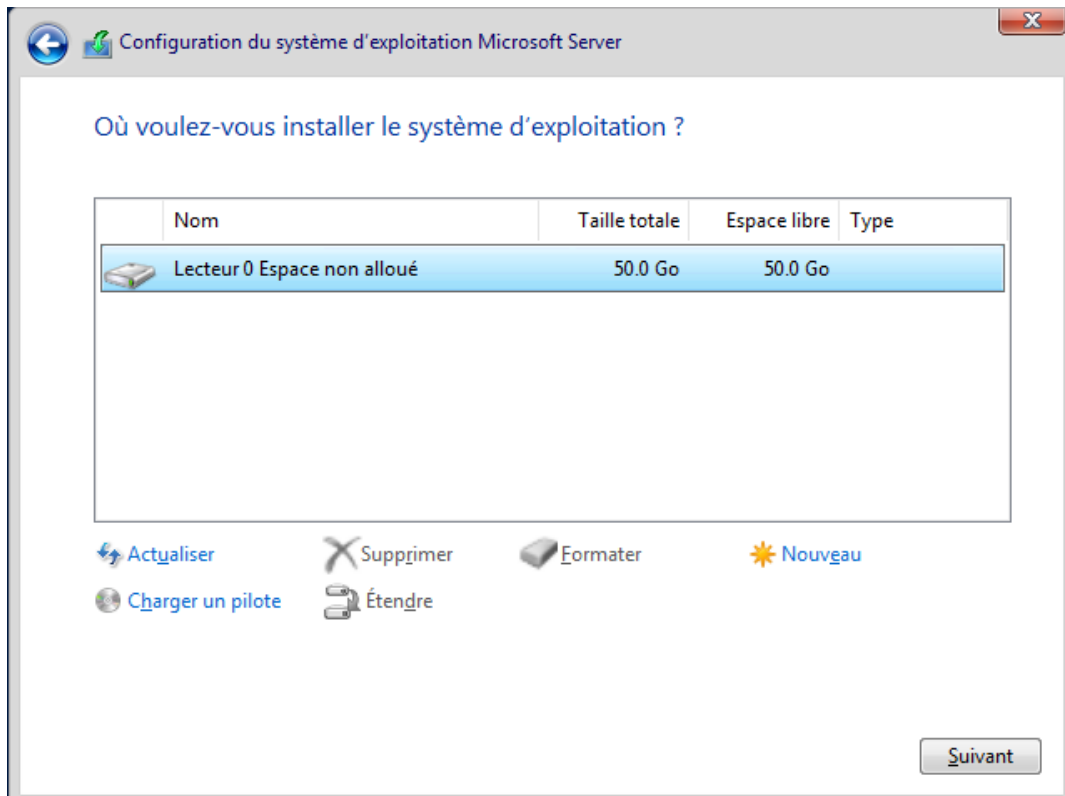 Configuration du système d'exploitation Microsoft Server
Où voulez-vous installer le système d'exploitation ?
Nom Taille totale Espace libre Type
Lecteur 0 Espace non alloué 50.0 Go 50.0 Go
Actualiser Supprimer Formater Nouveau
Charger un pilote Étendre
Suivant